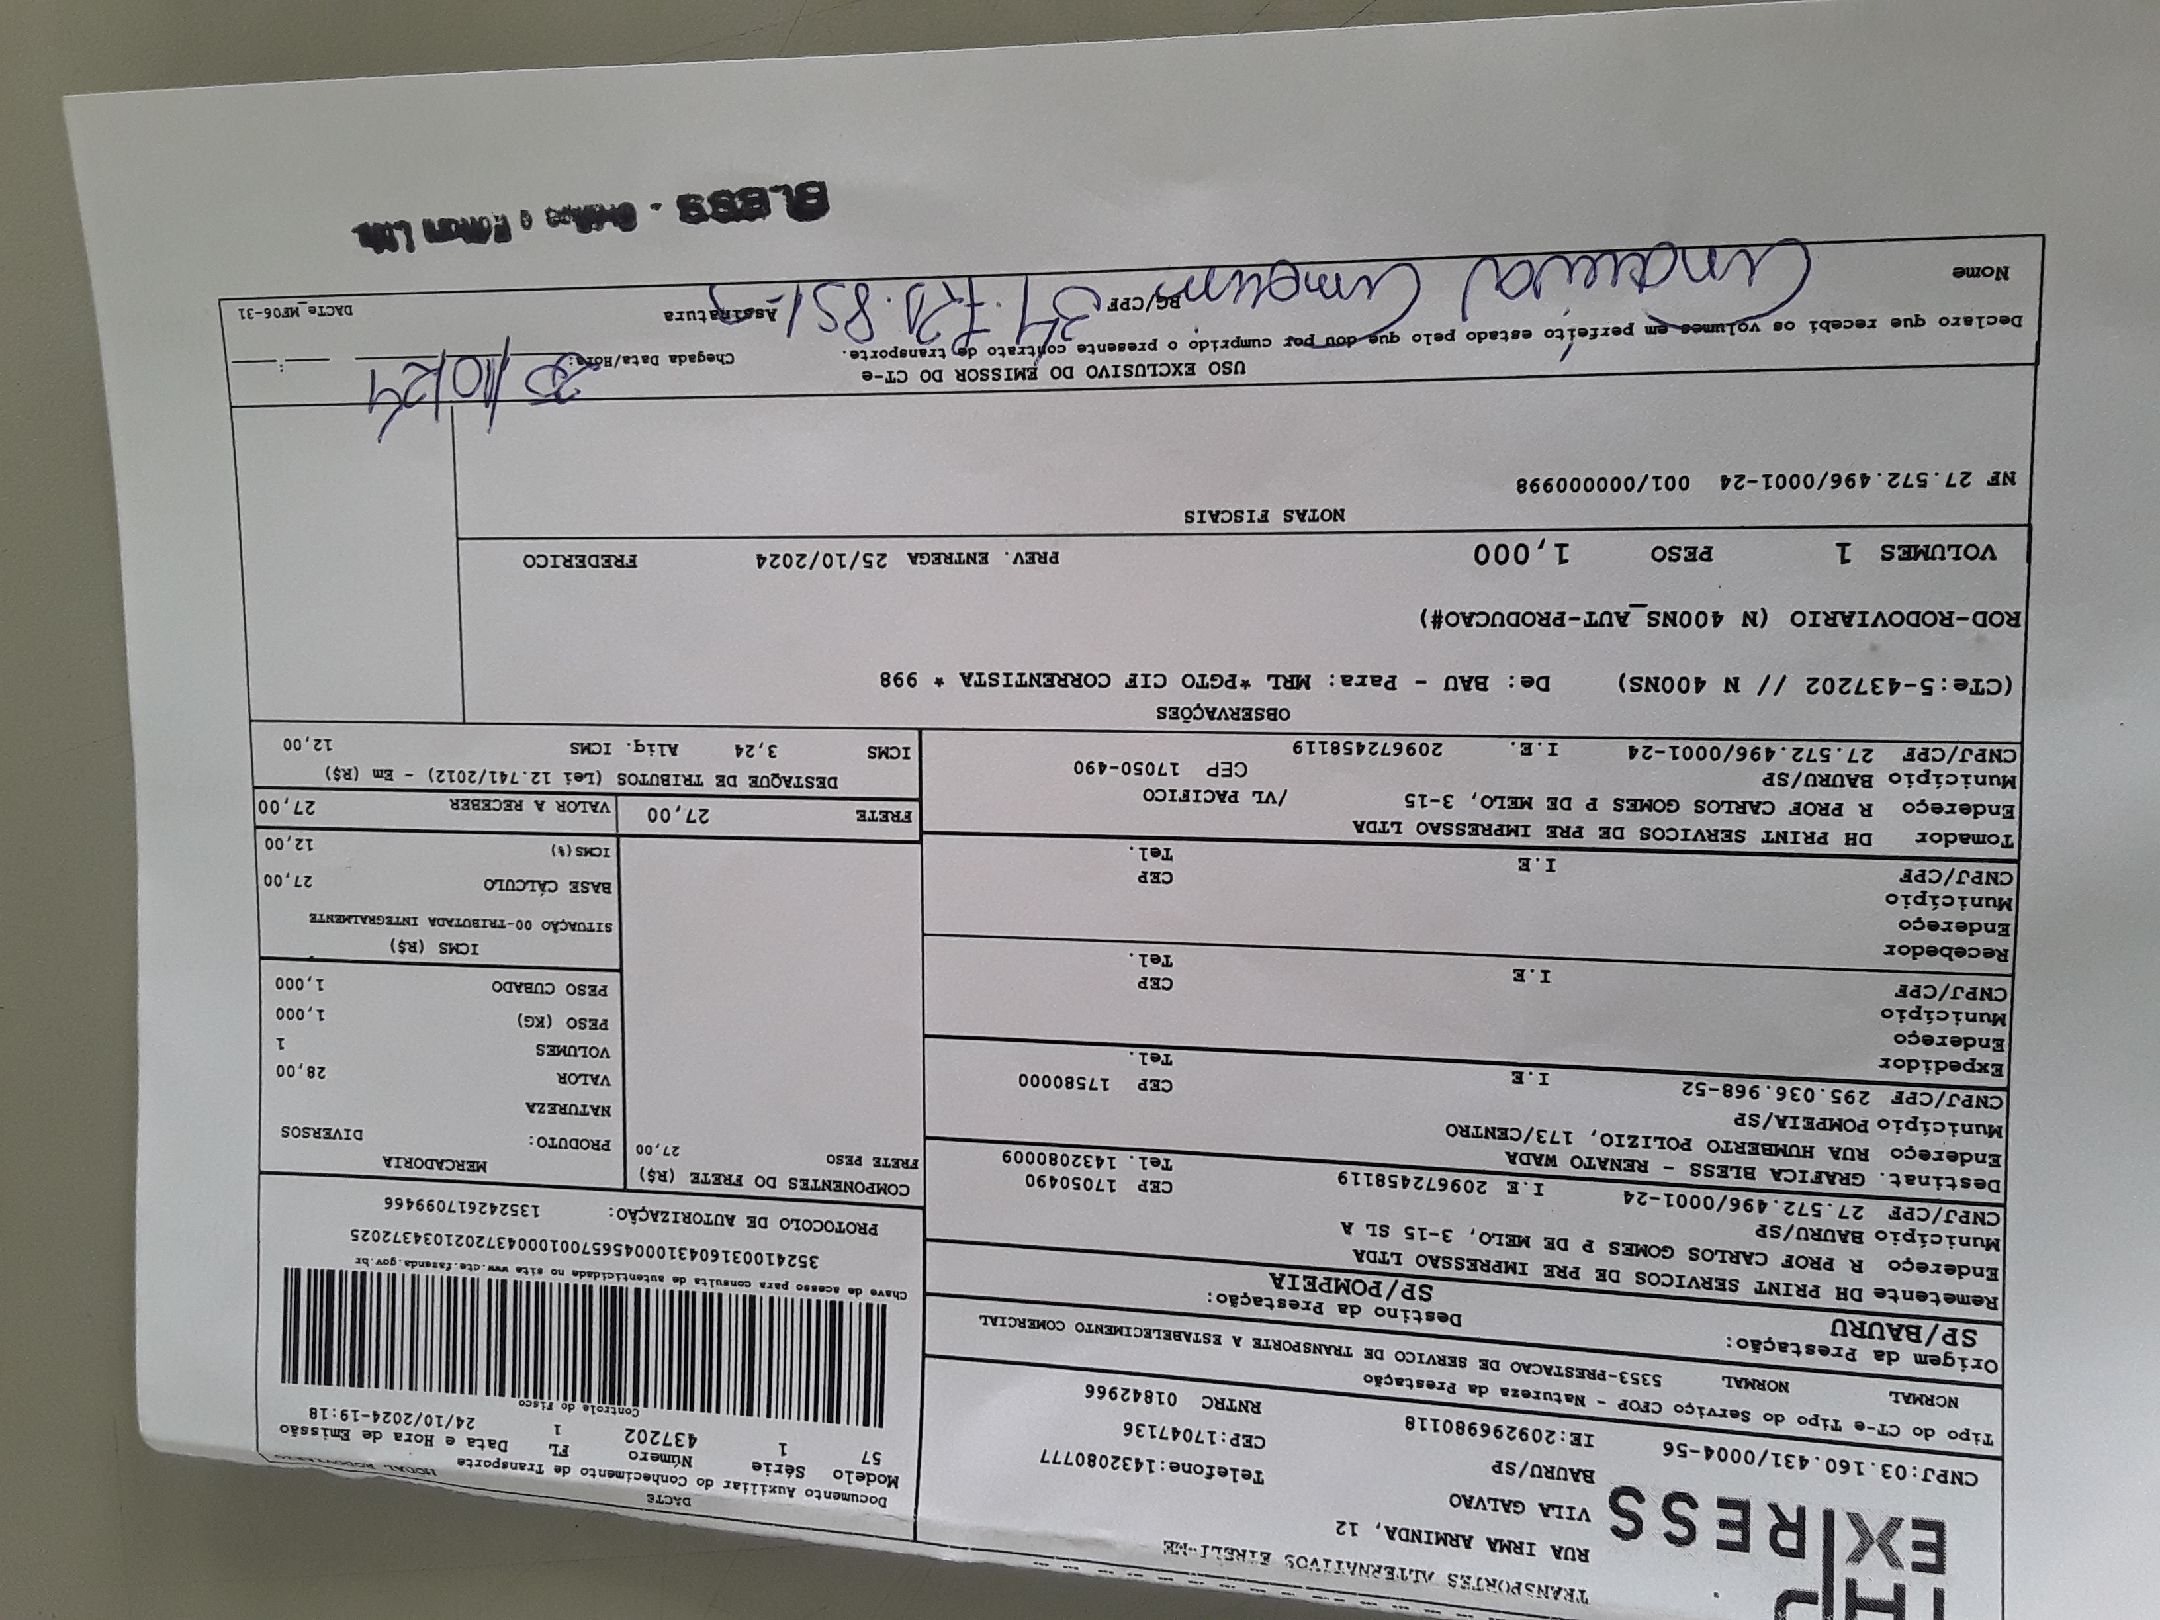 EXPRESS
TRANSPORTES ALTERNATIVOS EIRELI-ME
RUA IRMA ARMINDA, 12
VILA GALVAO
BAURU/SP
Telefone:1432080777
CEP:17047136
CNPJ:03.160.431/0004-56 IE:209296980118 RNTRC 01842966
DACTE
Documento Auxiliar do Conhecimento de Transporte
Modelo Série Número FL Data e Hora de Emissão
57 1 437202 1 24/10/2024-19:18
Controle do Fisco
Chave de acesso para consulta de autenticidade no site www.cte.fazenda.gov.br
35241003160431000456570010004372021034372025
PROTOCOLO DE AUTORIZAÇÃO: 135242617099466
Tipo do CT-e Tipo do Serviço CFOP - Natureza da Prestação
NORMAL NORMAL 5353-PRESTACAO DE SERVICO DE TRANSPORTE A ESTABELECIMENTO COMERCIAL
Origem da Prestação: Destino da Prestação:
SP/BAURU SP/POMPEIA
Remetente DH PRINT SERVICOS DE PRE IMPRESSAO LTDA
Endereço R PROF CARLOS GOMES P DE MELO, 3-15 SL A
Município BAURU/SP CEP 17050490
CNPJ/CPF 27.572.496/0001-24 I.E 209672458119 Tel. 1432080009
Destinat. GRAFICA BLESS - RENATO WADA
Endereço RUA HUMBERTO POLIZIO, 173/CENTRO
Município POMPEIA/SP CEP 17580000
CNPJ/CPF 295.036.968-52 I.E Tel.
Expedidor
Endereço
Município CEP
CNPJ/CPF I.E Tel.
Recebedor
Endereço
Município CEP
CNPJ/CPF I.E Tel.
Tomador DH PRINT SERVICOS DE PRE IMPRESSAO LTDA
Endereço R PROF CARLOS GOMES P DE MELO, 3-15 /VL PACIFICO
Município BAURU/SP CEP 17050-490
CNPJ/CPF 27.572.496/0001-24 I.E. 209672458119
COMPONENTES DO FRETE (R$)
FRETE PESO 27,00
MERCADORIA
PRODUTO: DIVERSOS
NATUREZA
VALOR 28,00
VOLUMES 1
PESO (KG) 1,000
PESO CUBADO 1,000
ICMS (R$)
SITUAÇÃO 00-TRIBUTADA INTEGRALMENTE
BASE CÁLCULO 27,00
ICMS(%) 12,00
FRETE 27,00 VALOR A RECEBER 27,00
DESTAQUE DE TRIBUTOS (Lei 12.741/2012) - Em (R$)
ICMS 3,24 Aliq. ICMS 12,00
OBSERVAÇÕES
(CTe:5-437202 // N 400NS) De: BAU - Para: MRL *PGTO CIF CORRENTISTA * 998
ROD-RODOVIARIO (N 400NS_AUT-PRODUCAO#)
VOLUMES 1 PESO 1,000 PREV. ENTREGA 25/10/2024 FREDERICO
NOTAS FISCAIS
NF 27.572.496/0001-24 001/000000998
USO EXCLUSIVO DO EMISSOR DO CT-e
Declaro que recebi os volumes em perfeito estado pelo que dou por cumprido o presente contrato de transporte.
Chegada Data/Hora: 25/10/24
Nome RG/CPF Assinatura
DACTe_MF06-31
BLESS